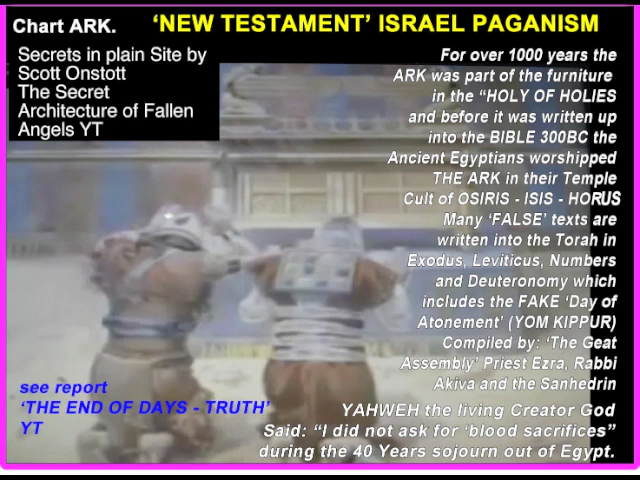 Chart ARK. ‘NEW TESTAMENT’ ISRAEL PAGANISM
Secrets in plain Site by
Scott Onstott
The Secret
Architecture of Fallen
Angels YT
For over 1000 years the
ARK was part of the furniture
in the “HOLY OF HOLIES
and before it was written up
into the BIBLE 300BC the
Ancient Egyptians worshipped
THE ARK in their Temple
Cult of OSIRIS - ISIS - HORUS
Many ‘FALSE’ texts are
written into the Torah in
Exodus, Leviticus, Numbers
and Deuteronomy which
includes the FAKE ‘Day of
Atonement’ (YOM KIPPUR)
Compiled by: ‘The Geat
Assembly’ Priest Ezra, Rabbi
Akiva and the Sanhedrin
YAHWEH the living Creator God
Said: “I did not ask for ‘blood sacrifices”
during the 40 Years sojourn out of Egypt.
see report
‘THE END OF DAYS - TRUTH’
YT